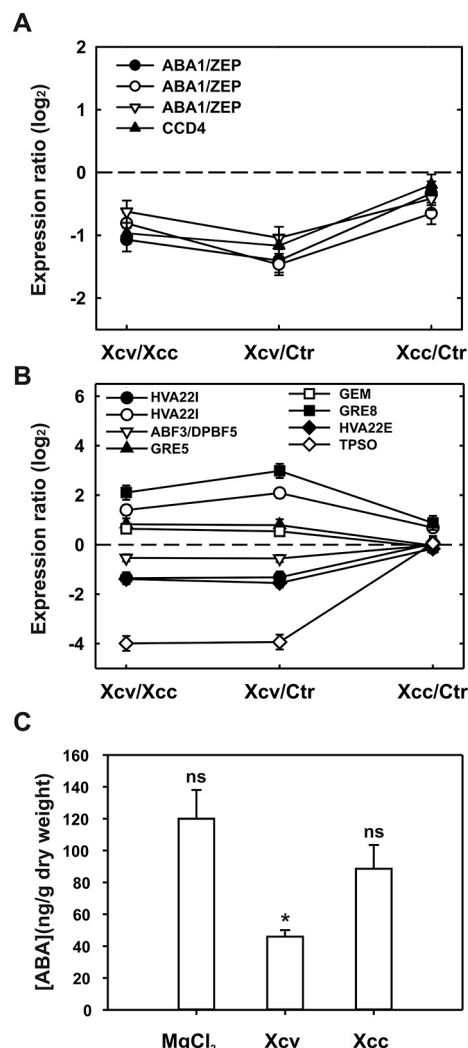 A
Expression ratio (log₂)
2
1
0
-1
-2
ABA1/ZEP
ABA1/ZEP
ABA1/ZEP
CCD4
Xcv/Xcc
Xcv/Ctr
Xcc/Ctr
B
Expression ratio (log₂)
6
4
2
0
-2
-4
HVA22I
HVA22I
ABF3/DPBF5
GRE5
GEM
GRE8
HVA22E
TPSO
Xcv/Xcc
Xcv/Ctr
Xcc/Ctr
C
[ABA](ng/g dry weight)
160
140
120
100
80
60
40
20
0
ns
*
ns
MgCl₂
Xcv
Xcc